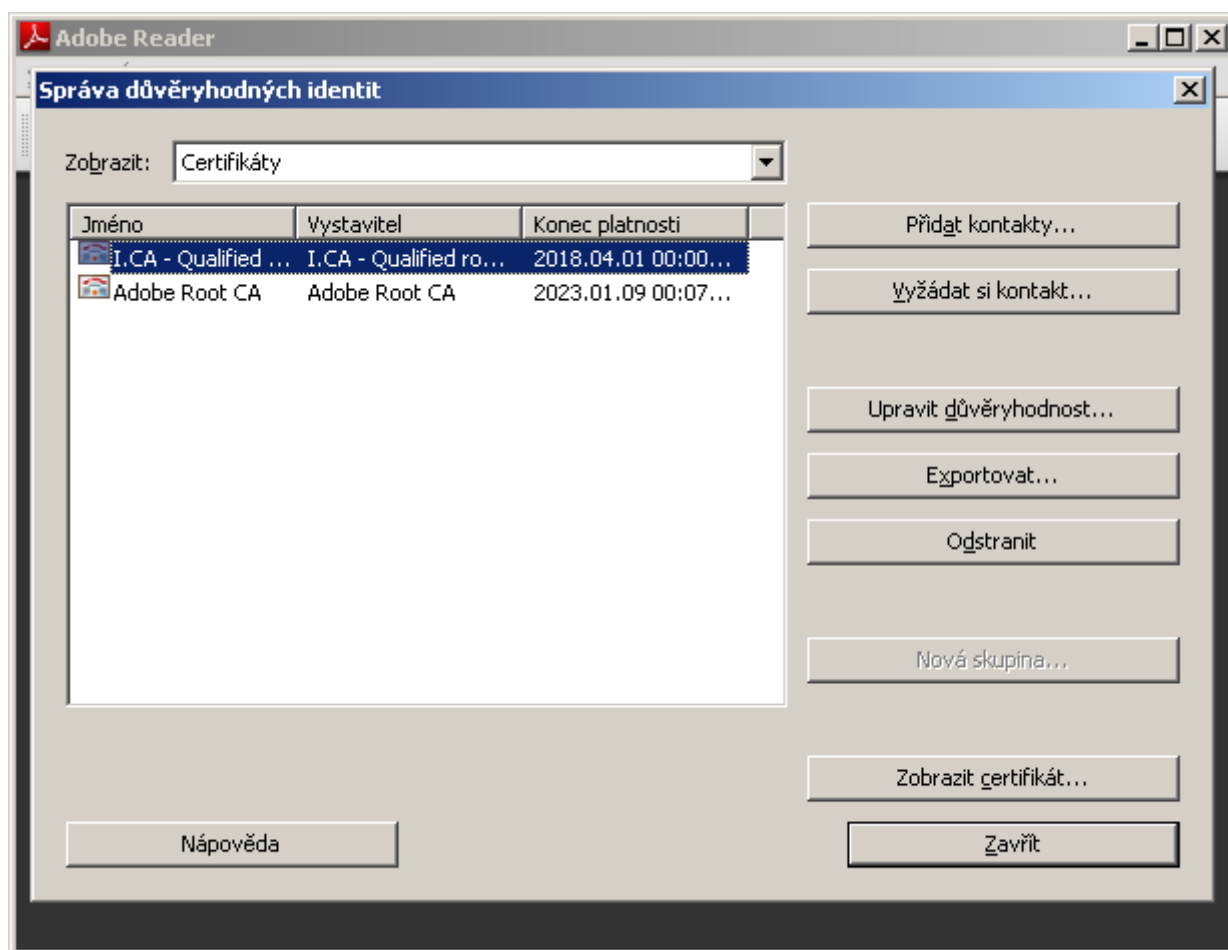 Adobe Reader
Správa důvěryhodných identit
Zobrazit: Certifikáty
Jméno Vystavitel Konec platnosti
I.CA - Qualified ... I.CA - Qualified ro... 2018.04.01 00:00...
Adobe Root CA Adobe Root CA 2023.01.09 00:07...
Přidat kontakty...
Vyžádat si kontakt...
Upravit důvěryhodnost...
Exportovat...
Odstranit
Nová skupina...
Zobrazit certifikát...
Nápověda
Zavřít